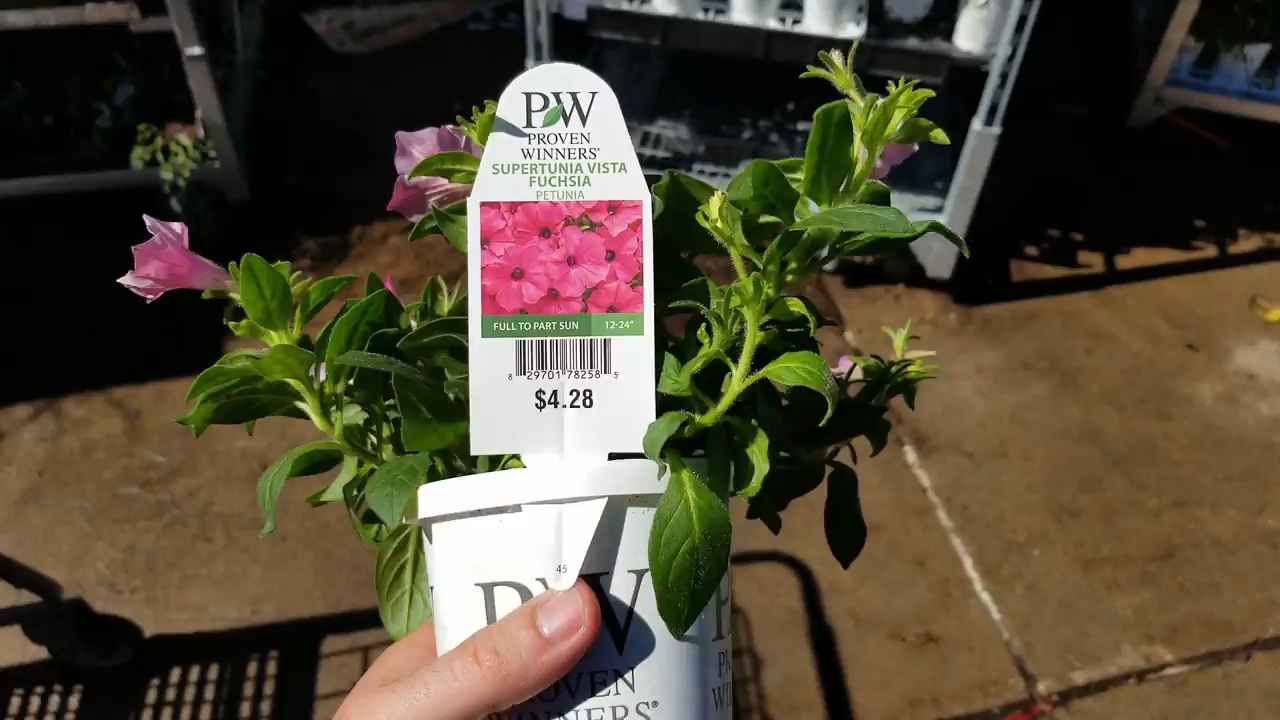 PW
PROVEN
WINNERS®
SUPERTUNIA VISTA
FUCHSIA
PETUNIA
FULL TO PART SUN 12-24"
8 29701 78258 5
$4.28
45
PW
PROVEN
WINNERS®